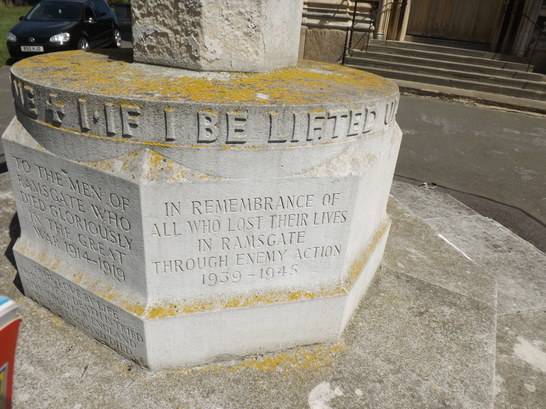 NE + I IF I BE LIFTED U
TO THE MEN OF
RAMSGATE WHO
DIED GLORIOUSLY
IN THE GREAT
WAR 1914-1919
IN REMEMBRANCE OF
ALL WHO LOST THEIR LIVES
IN RAMSGATE
THROUGH ENEMY ACTION
1939-1945